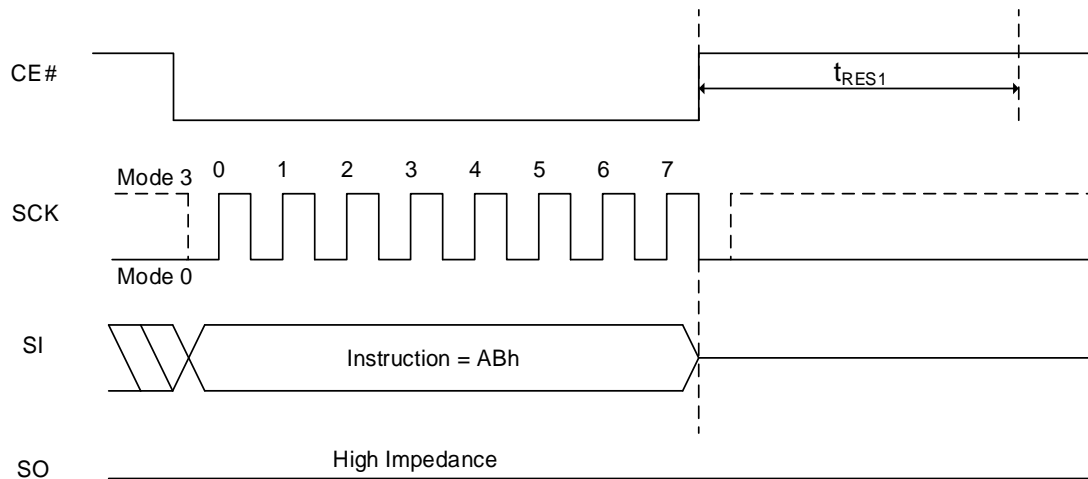 CE#
tRES1
Mode 3
0 1 2 3 4 5 6 7
SCK
Mode 0
SI
Instruction = ABh
High Impedance
SO